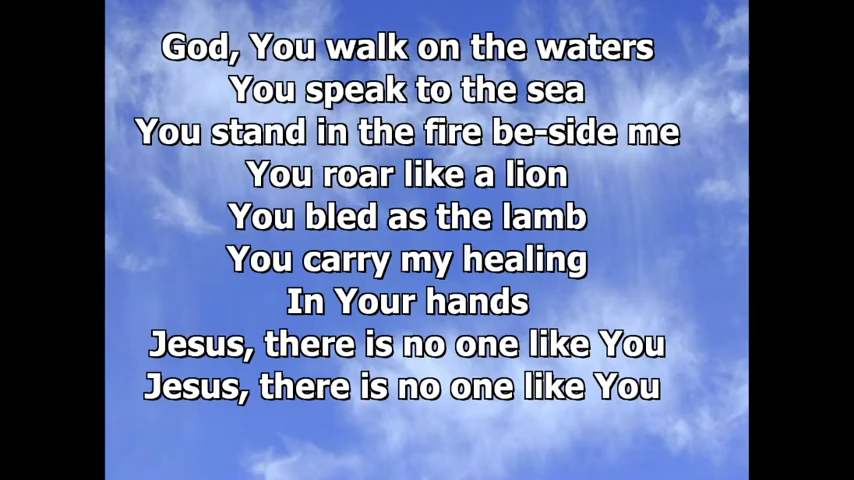 God, You walk on the waters
You speak to the sea
You stand in the fire be-side me
You roar like a lion
You bled as the lamb
You carry my healing
In Your hands
Jesus, there is no one like You
Jesus, there is no one like You